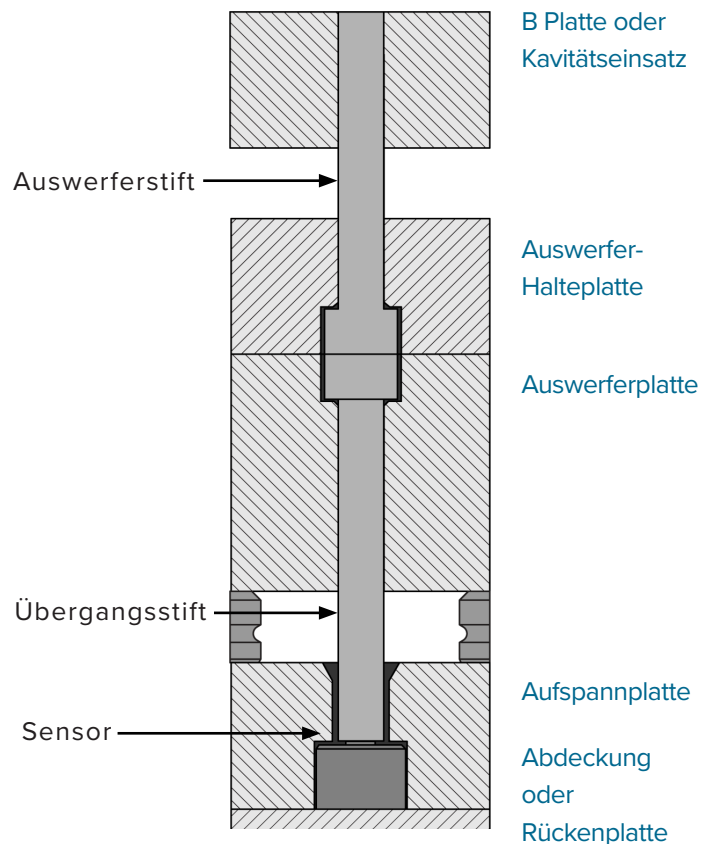 B Platte oder
Kavitätseinsatz
Auswerferstift
Auswerfer-
Halteplatte
Auswerferplatte
Übergangsstift
Aufspannplatte
Sensor
Abdeckung
oder
Rückenplatte